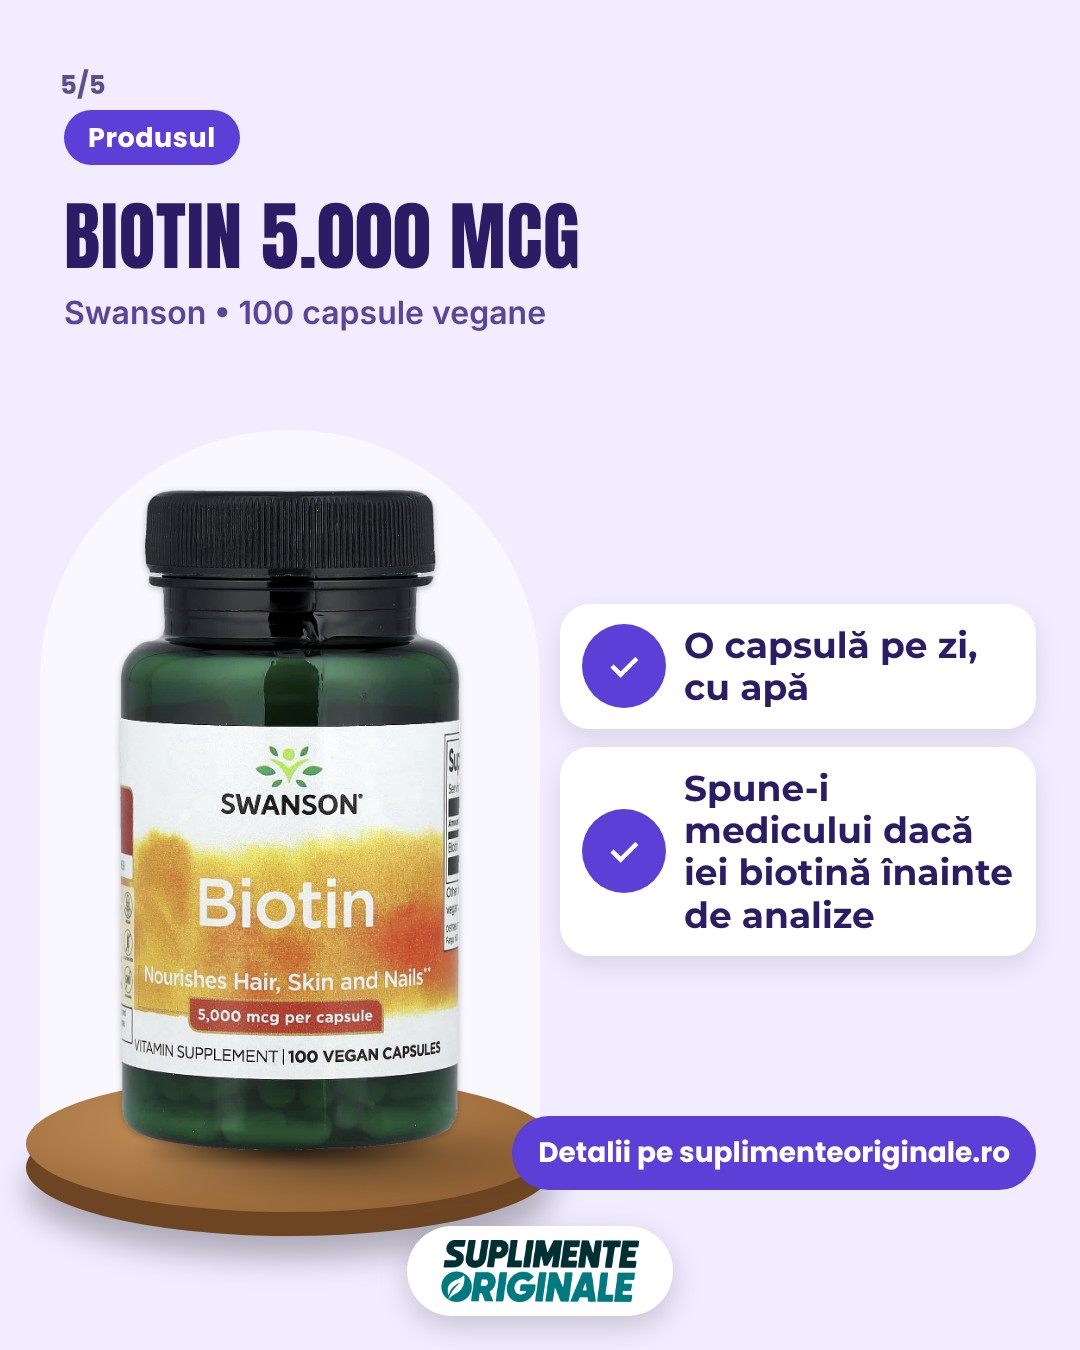 5/5
Produsul
BIOTIN 5.000 MCG
Swanson • 100 capsule vegane
O capsulă pe zi,
cu apă
Spune-i
medicului dacă
iei biotină înainte
de analize
SWANSON
Biotin
Nourishes Hair, Skin and Nails**
5,000 mcg per capsule
VITAMIN SUPPLEMENT | 100 VEGAN CAPSULES
Detalii pe suplimenteoriginale.ro
SUPLIMENTE
ORIGINALE